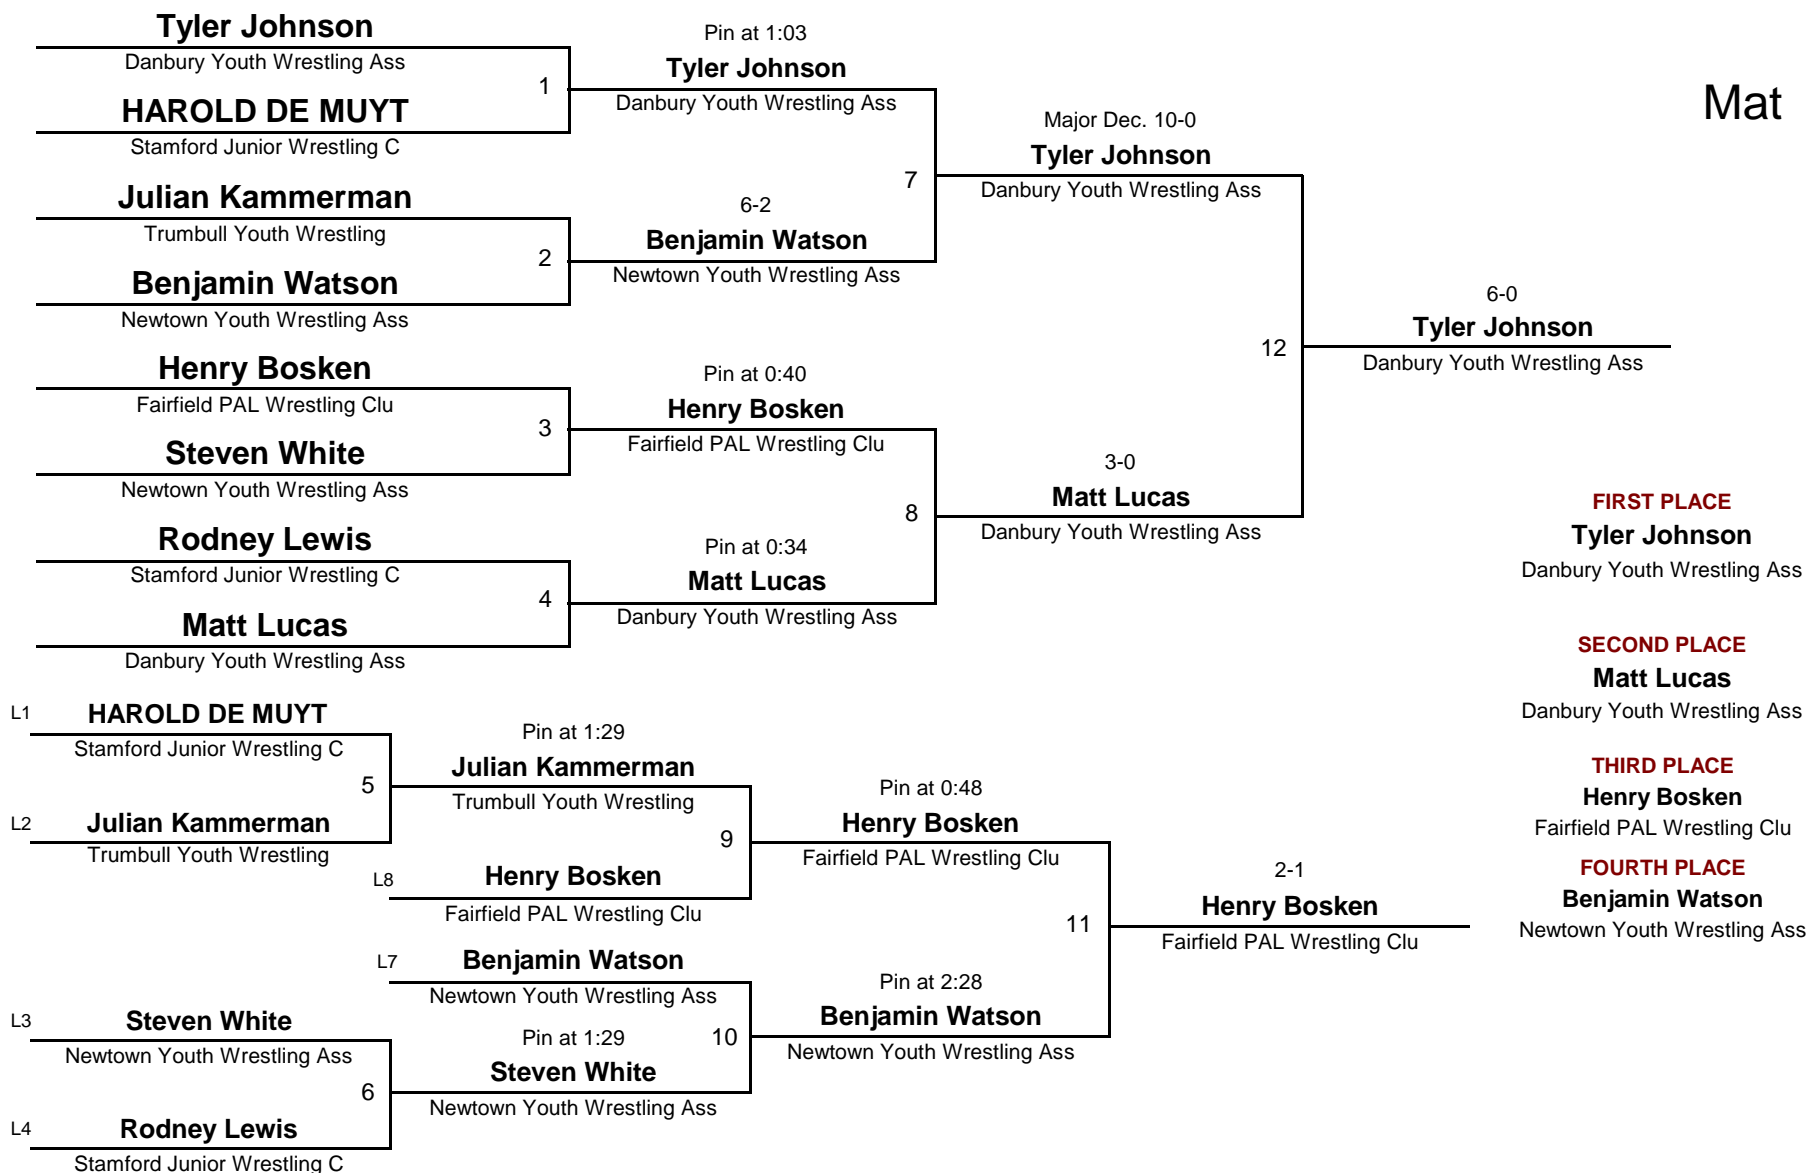 Tyler Johnson
Danbury Youth Wrestling Ass
1
HAROLD DE MUYT
Stamford Junior Wrestling C
Julian Kammerman
Trumbull Youth Wrestling
2
Benjamin Watson
Newtown Youth Wrestling Ass
Henry Bosken
Fairfield PAL Wrestling Clu
3
Steven White
Newtown Youth Wrestling Ass
Rodney Lewis
Stamford Junior Wrestling C
4
Matt Lucas
Danbury Youth Wrestling Ass
Pin at 1:03
Tyler Johnson
Danbury Youth Wrestling Ass
7
6-2
Benjamin Watson
Newtown Youth Wrestling Ass
Pin at 0:40
Henry Bosken
Fairfield PAL Wrestling Clu
8
Pin at 0:34
Matt Lucas
Danbury Youth Wrestling Ass
Major Dec. 10-0
Tyler Johnson
Danbury Youth Wrestling Ass
12
3-0
Matt Lucas
Danbury Youth Wrestling Ass
6-0
Tyler Johnson
Danbury Youth Wrestling Ass
Mat
L1
HAROLD DE MUYT
Stamford Junior Wrestling C
5
L2
Julian Kammerman
Trumbull Youth Wrestling
L3
Steven White
Newtown Youth Wrestling Ass
6
L4
Rodney Lewis
Stamford Junior Wrestling C
Pin at 1:29
Julian Kammerman
Trumbull Youth Wrestling
9
L8
Henry Bosken
Fairfield PAL Wrestling Clu
L7
Benjamin Watson
Newtown Youth Wrestling Ass
10
Pin at 1:29
Steven White
Newtown Youth Wrestling Ass
Pin at 0:48
Henry Bosken
Fairfield PAL Wrestling Clu
11
Pin at 2:28
Benjamin Watson
Newtown Youth Wrestling Ass
2-1
Henry Bosken
Fairfield PAL Wrestling Clu
FIRST PLACE
Tyler Johnson
Danbury Youth Wrestling Ass
SECOND PLACE
Matt Lucas
Danbury Youth Wrestling Ass
THIRD PLACE
Henry Bosken
Fairfield PAL Wrestling Clu
FOURTH PLACE
Benjamin Watson
Newtown Youth Wrestling Ass